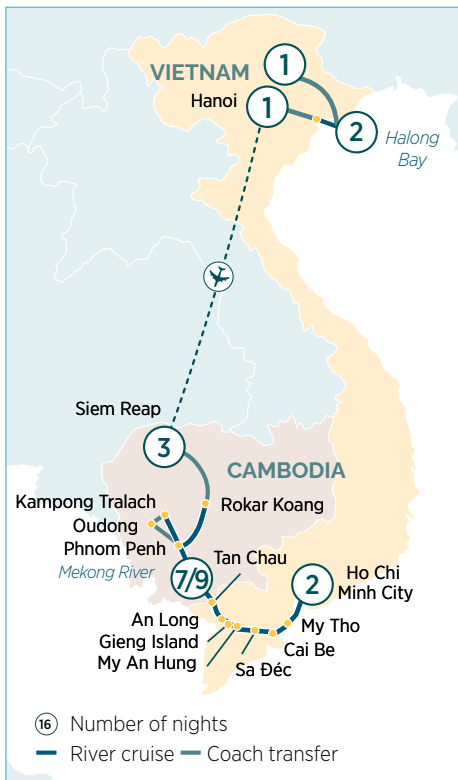 1
VIETNAM
Hanoi
1
2
Halong
Bay
Siem Reap
3
CAMBODIA
Kampong Tralach
Rokar Koang
Oudong
Phnom Penh
Tan Chau
Mekong River
7/9
2
Ho Chi
Minh City
An Long
Gieng Island
My An Hung
My Tho
Cai Be
Sa Đéc
16 Number of nights
River cruise
Coach transfer